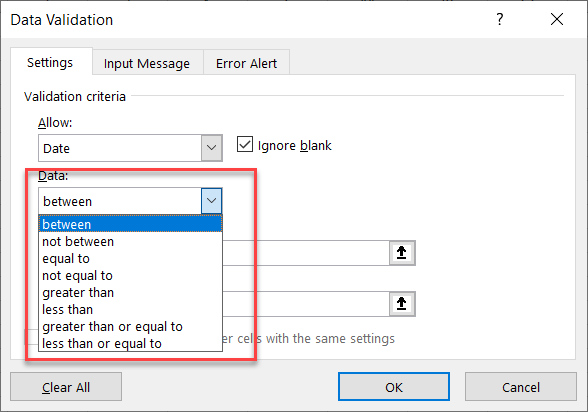 Data Validation ?
Settings Input Message Error Alert
Validation criteria
Allow:
Date Ignore blank
Data:
between
between
not between
equal to
not equal to
greater than
less than
greater than or equal to
less than or equal to
cells with the same settings
Clear All OK Cancel